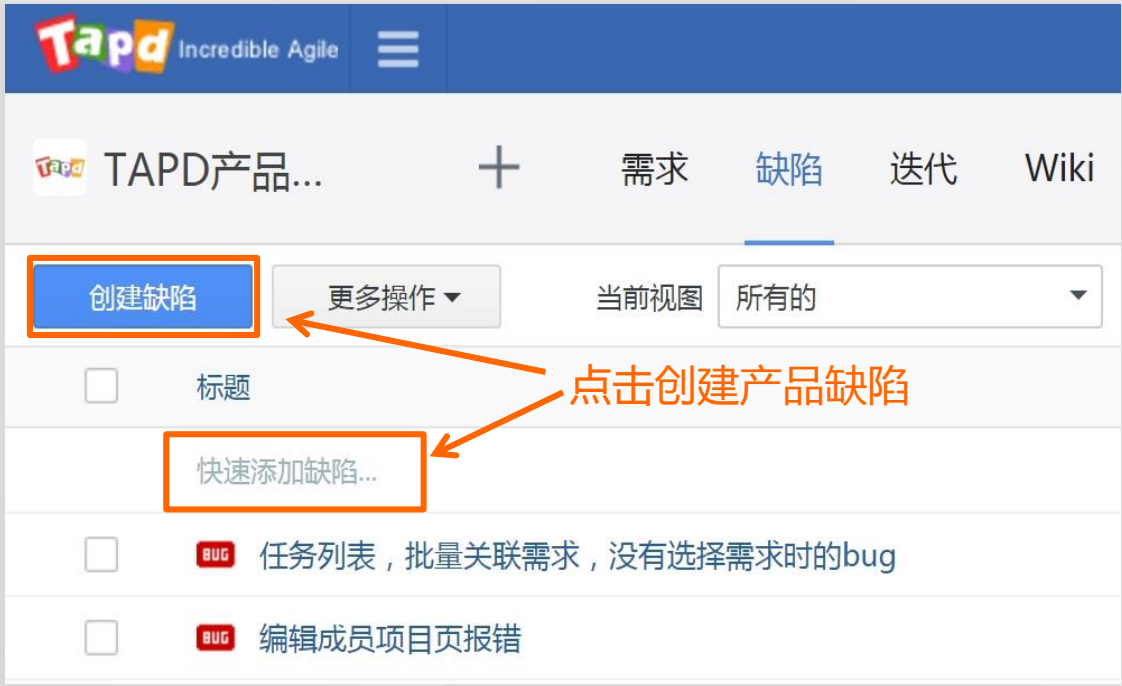 Tapd Incredible Agile
Tapd TAPD产品... 需求 缺陷 迭代 Wiki
创建缺陷 更多操作 当前视图 所有的
标题
点击创建产品缺陷
快速添加缺陷...
BUG 任务列表，批量关联需求，没有选择需求时的bug
BUG 编辑成员项目页报错